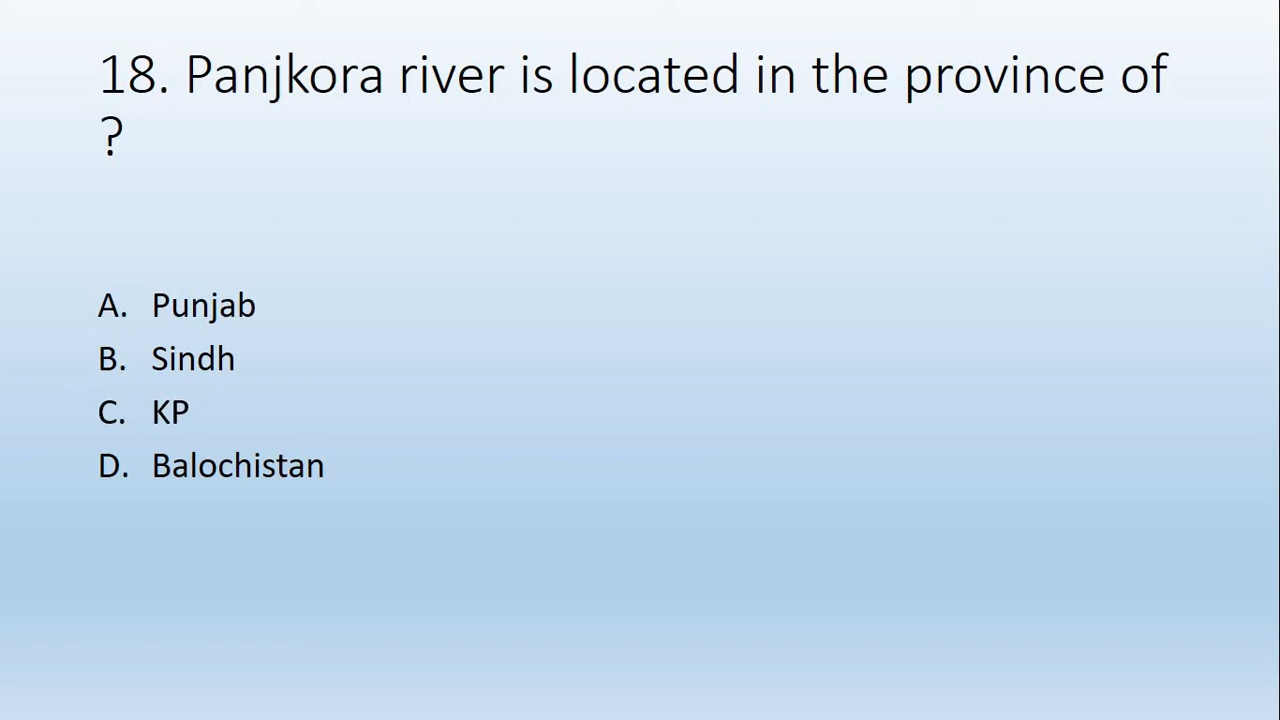 18. Panjkora river is located in the province of
?
A. Punjab
B. Sindh
C. KP
D. Balochistan